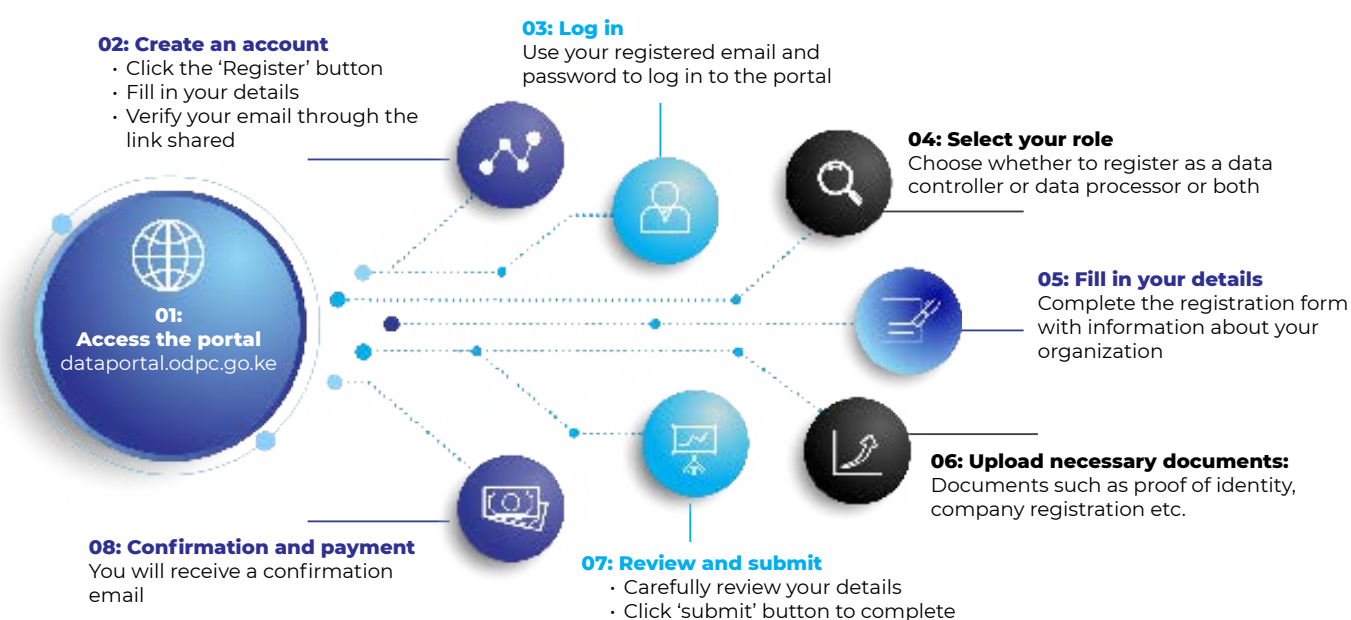 01:
Access the portal
dataportal.odpc.go.ke
02: Create an account
• Click the ‘Register’ button
• Fill in your details
• Verify your email through the
link shared
03: Log in
Use your registered email and
password to log in to the portal
04: Select your role
Choose whether to register as a data
controller or data processor or both
05: Fill in your details
Complete the registration form
with information about your
organization
06: Upload necessary documents:
Documents such as proof of identity,
company registration etc.
07: Review and submit
• Carefully review your details
• Click ‘submit’ button to complete
08: Confirmation and payment
You will receive a confirmation
email